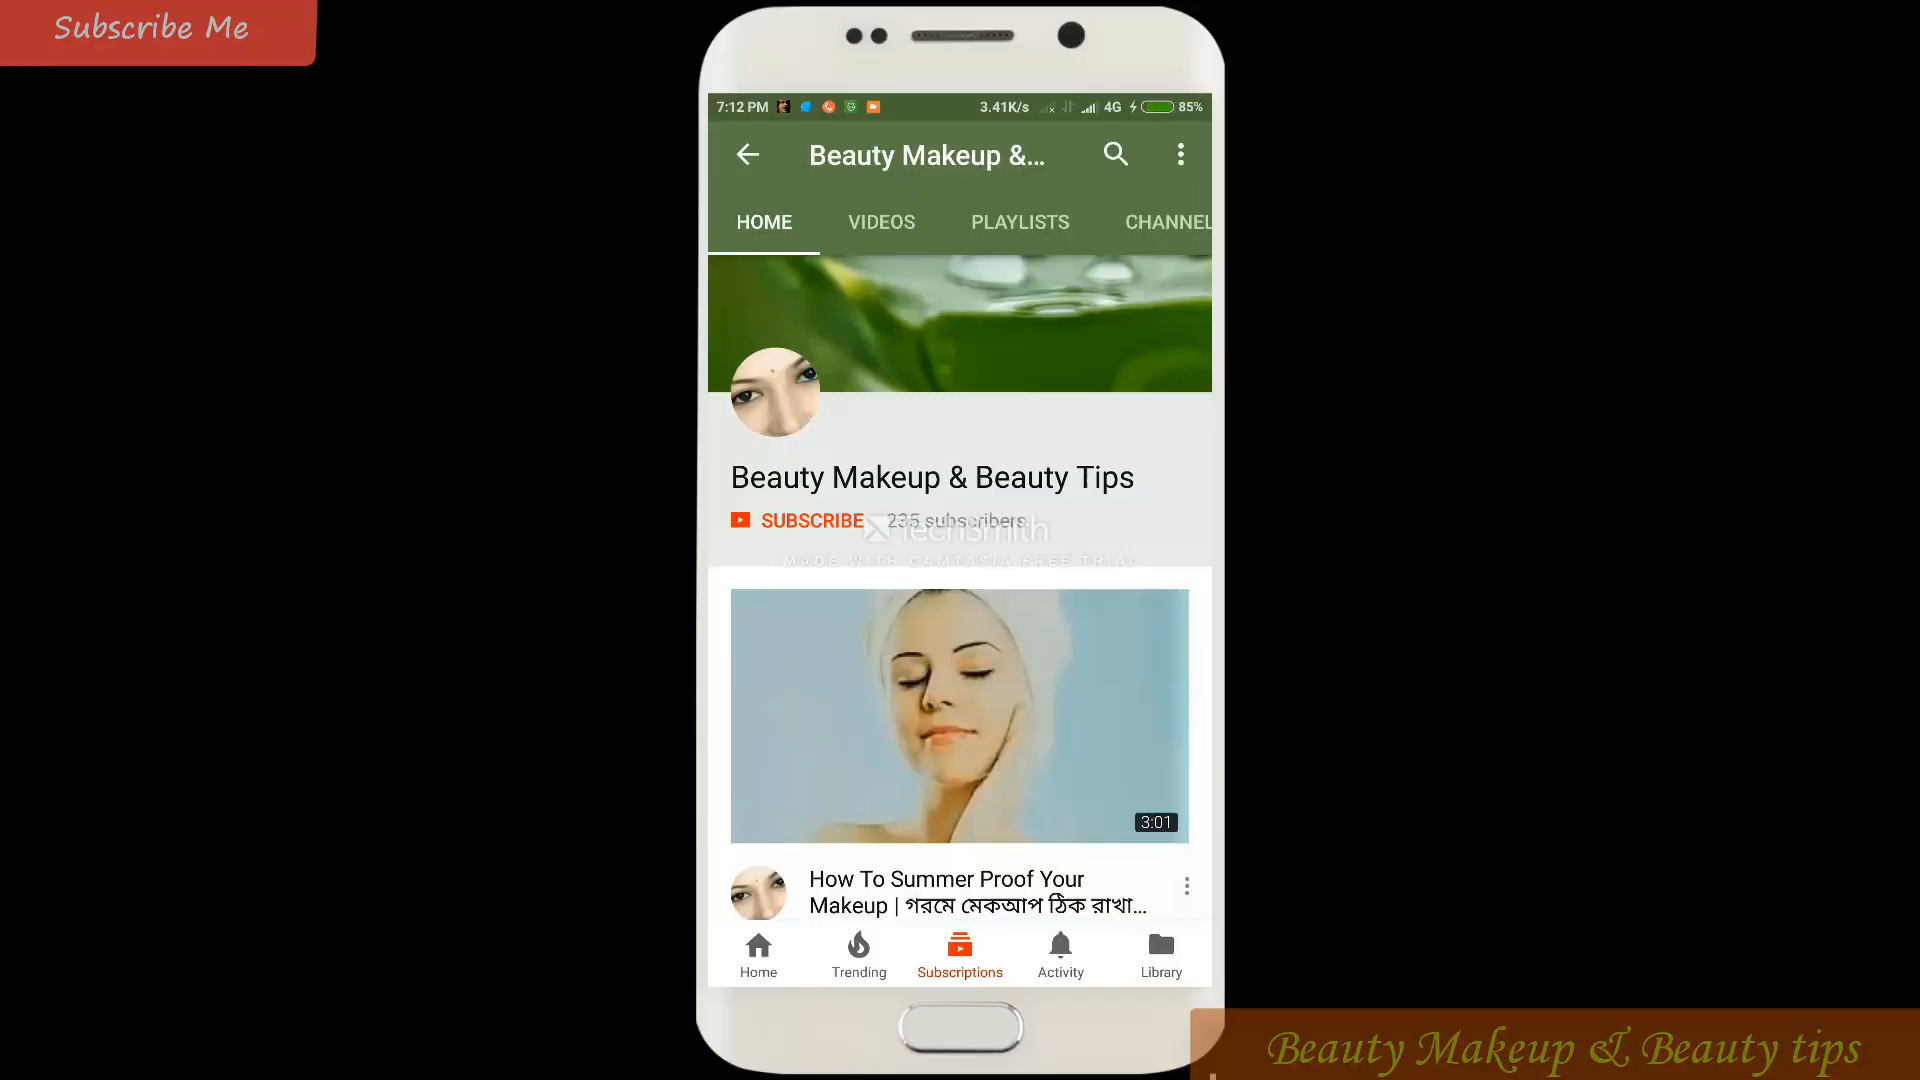 Subscribe Me
7:12 PM 3.41K/s 4G 85%
Beauty Makeup &...
HOME VIDEOS PLAYLISTS CHANNEL
Beauty Makeup & Beauty Tips
SUBSCRIBE 235 subscribers
TechSmith
MADE WITH CAMTASIA FREE TRIAL
3:01
How To Summer Proof Your
Makeup | গরমে মেকআপ ঠিক রাখা...
Home Trending Subscriptions Activity Library
Beauty Makeup & Beauty tips